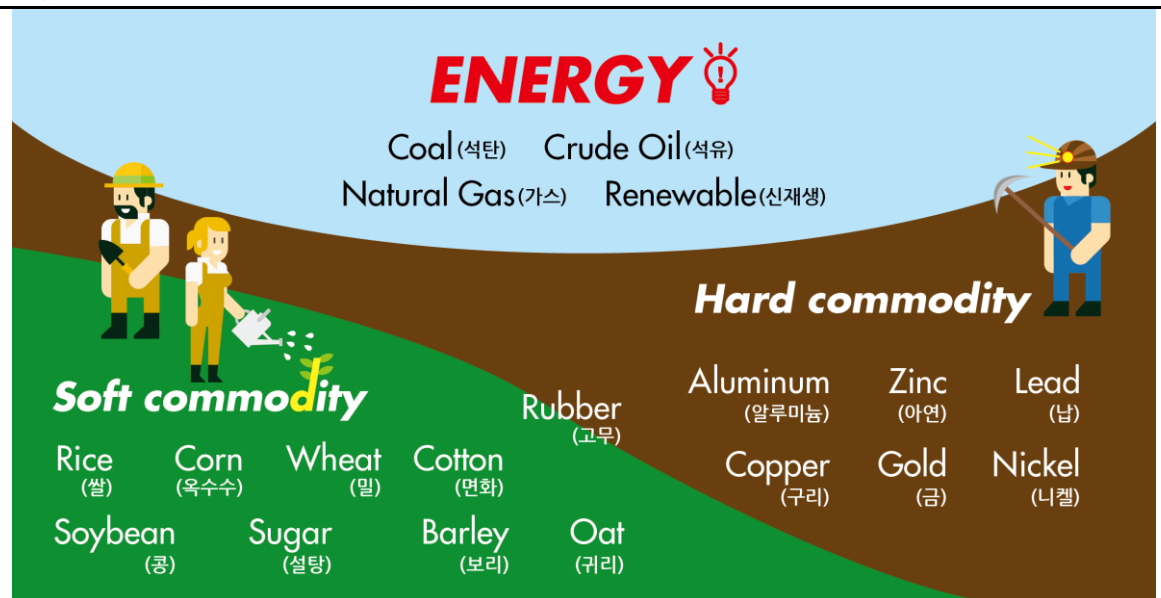 ENERGY
Coal(석탄) Crude Oil(석유)
Natural Gas(가스) Renewable(신재생)
Hard commodity
Aluminum Zinc Lead
(알루미늄) (아연) (납)
Copper Gold Nickel
(구리) (금) (니켈)
Soft commodity
Rubber
(고무)
Rice Corn Wheat Cotton
(쌀) (옥수수) (밀) (면화)
Soybean Sugar Barley Oat
(콩) (설탕) (보리) (귀리)